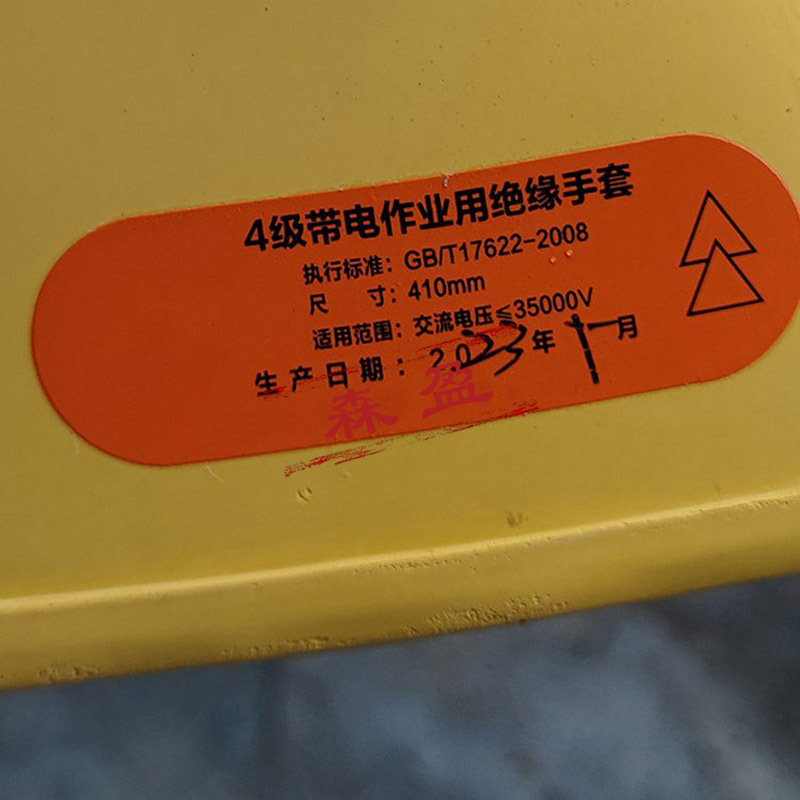 4级带电作业用绝缘手套
执行标准：GB/T17622-2008
尺 寸：410mm
适用范围：交流电压≤35000V
生产日期：2023年 月
森盈